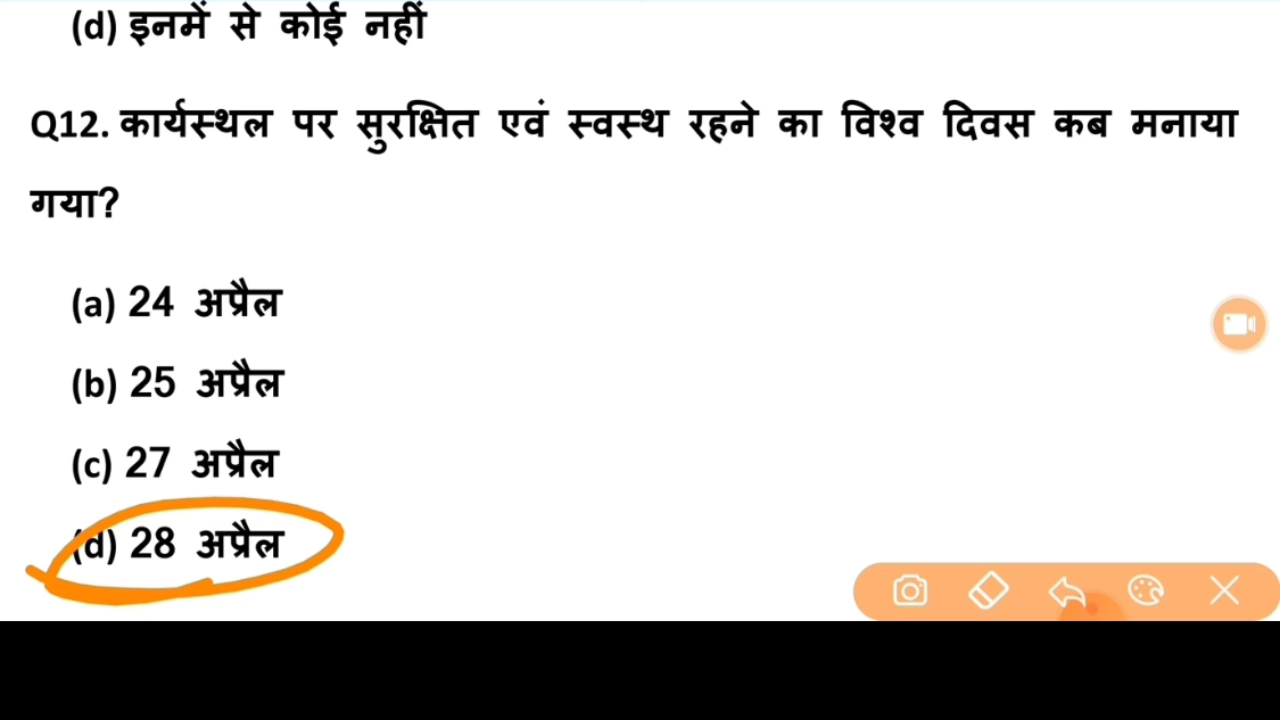 (d) इनमें से कोई नहीं
Q12. कार्यस्थल पर सुरक्षित एवं स्वस्थ रहने का विश्व दिवस कब मनाया
गया?
(a) 24 अप्रैल
(b) 25 अप्रैल
(c) 27 अप्रैल
(d) 28 अप्रैल